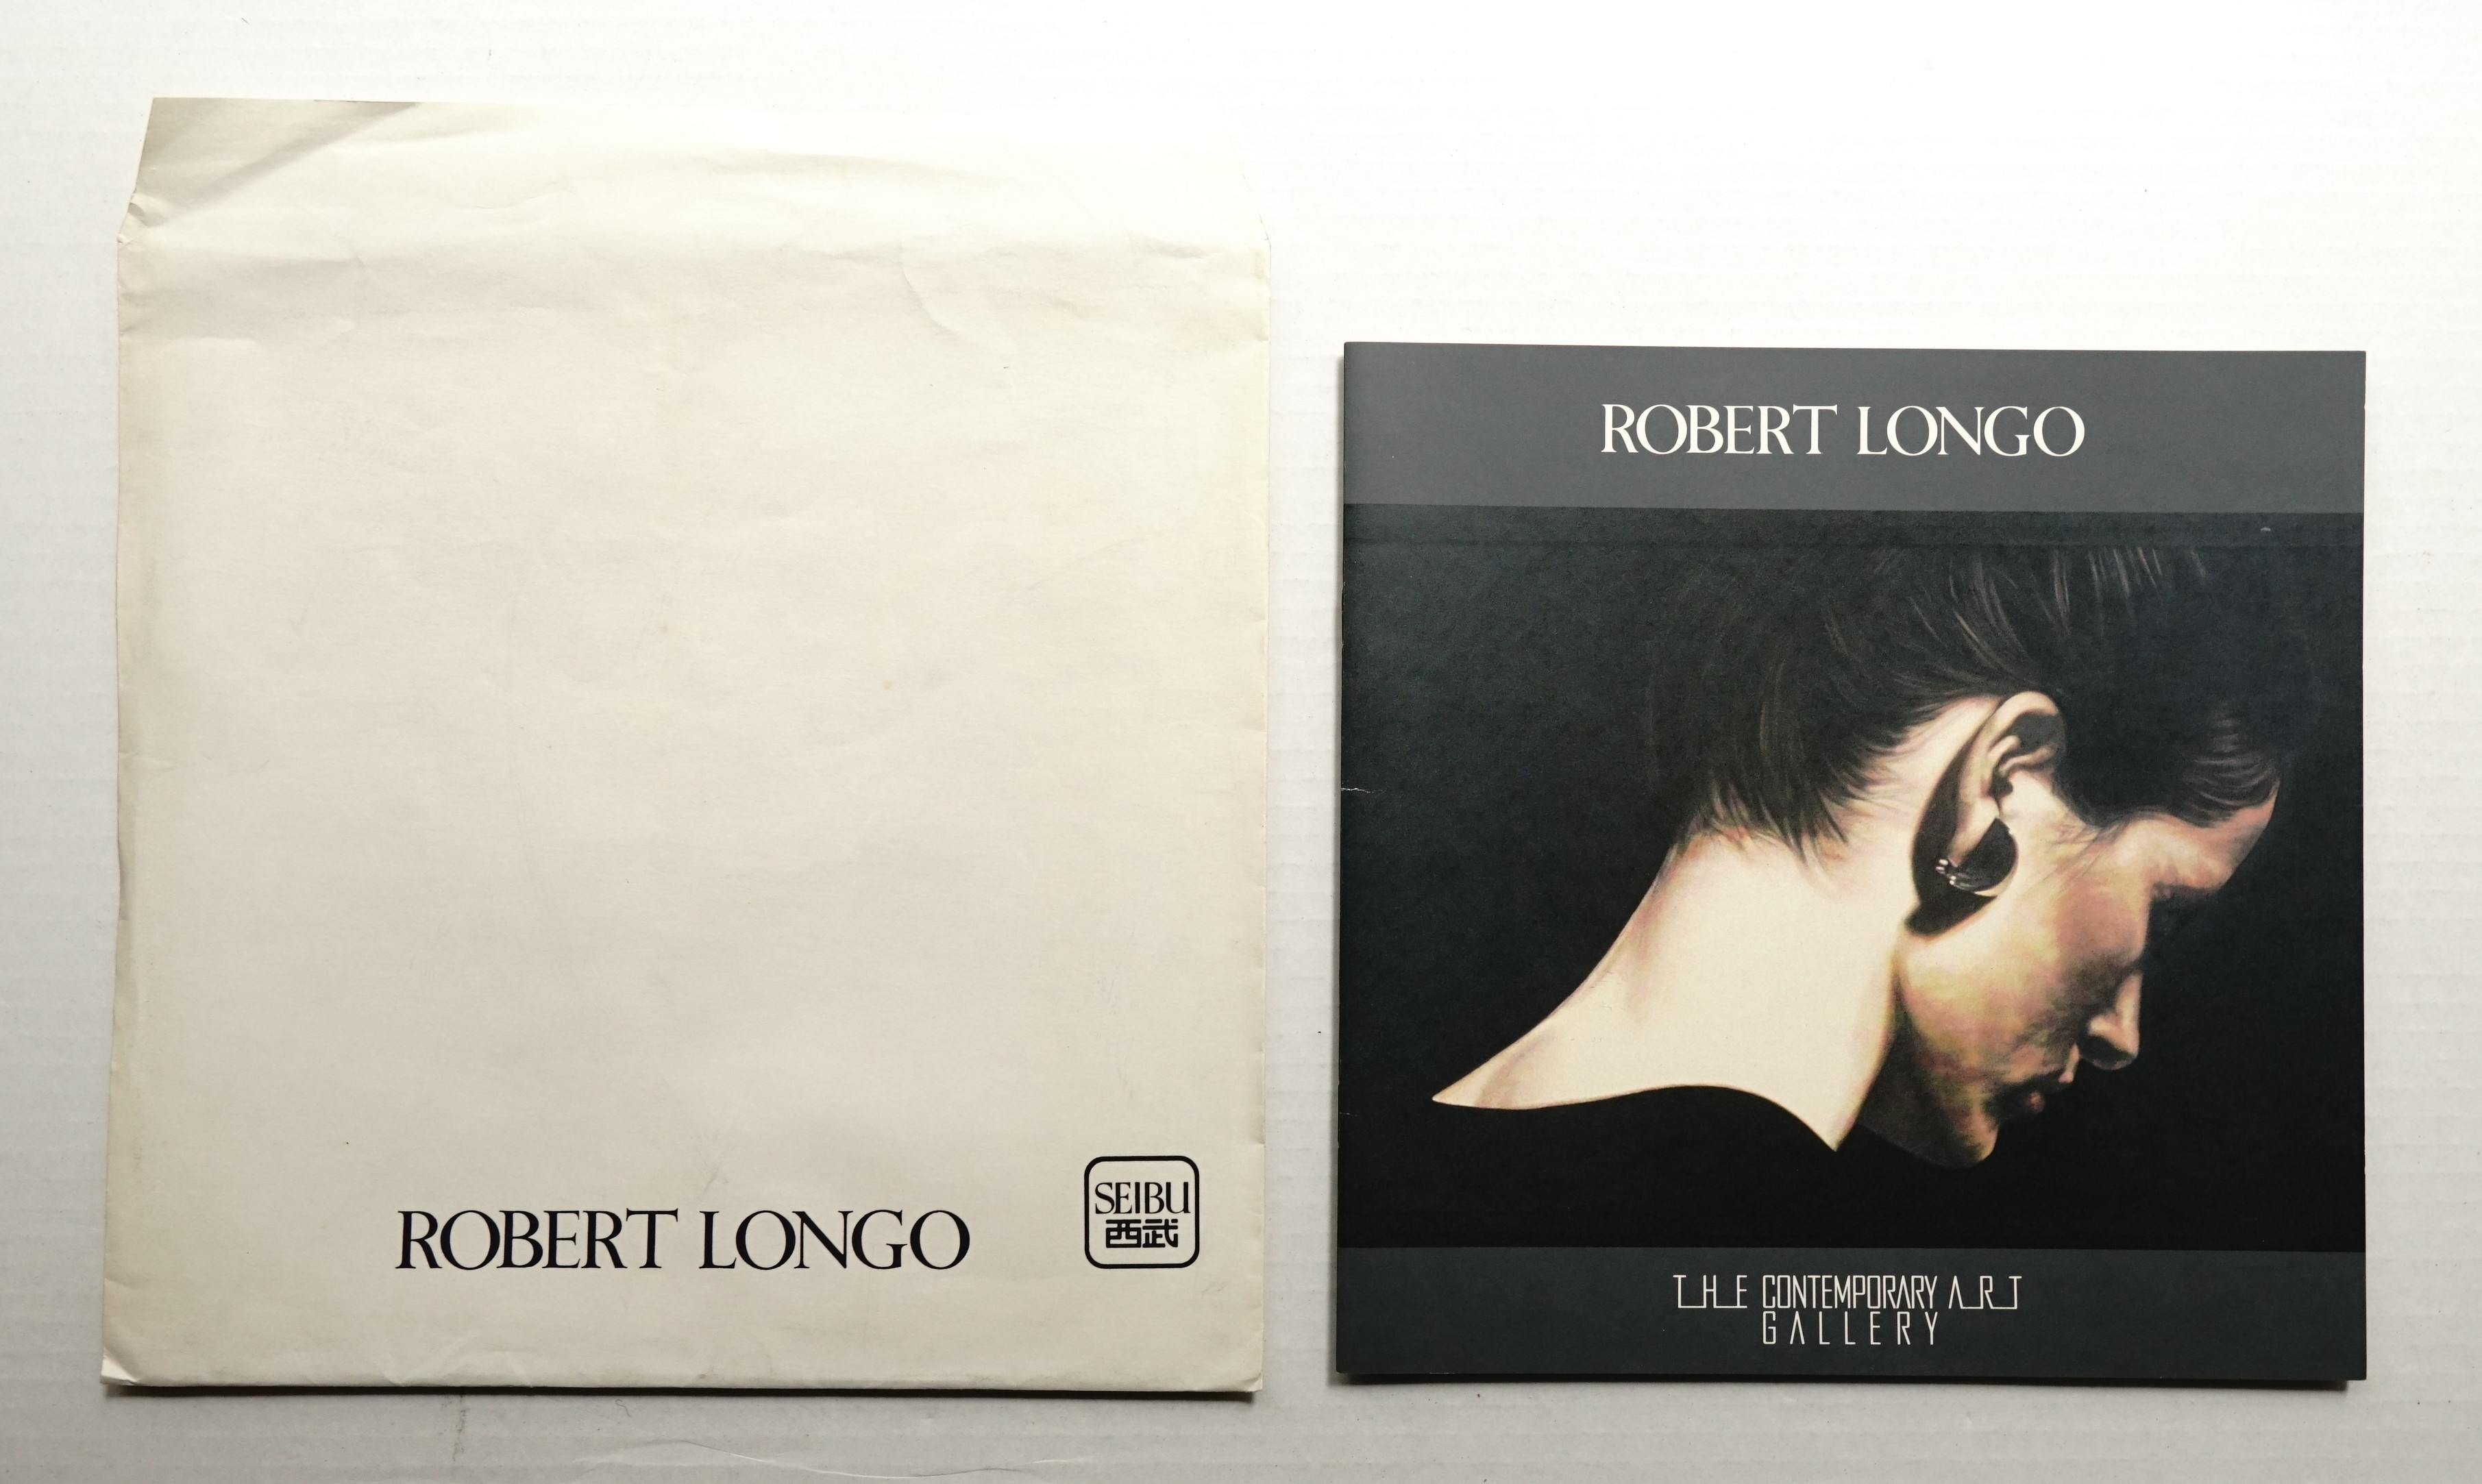 ROBERT LONGO
SEIBU
西武
ROBERT LONGO
THE CONTEMPORARY ART
GALLERY